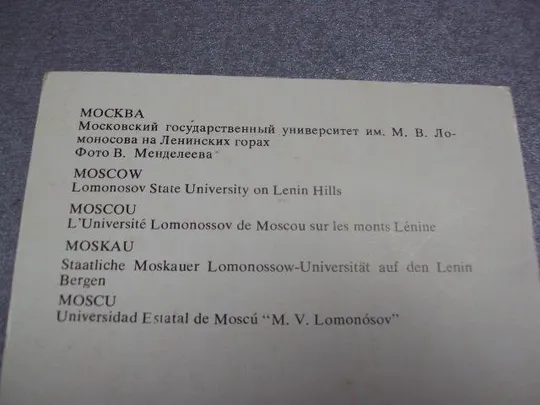 МОСКВА
Московский государственный университет им. М. В. Ло-
моносова на Ленинских горах
Фото В. Менделеева
MOSCOW
Lomonosov State University on Lenin Hills
MOSCOU
L'Université Lomonossov de Moscou sur les monts Lénine
MOSKAU
Staatliche Moskauer Lomonossow-Universität auf den Lenin
Bergen
MOSCU
Universidad Estatal de Moscú "M. V. Lomonósov"